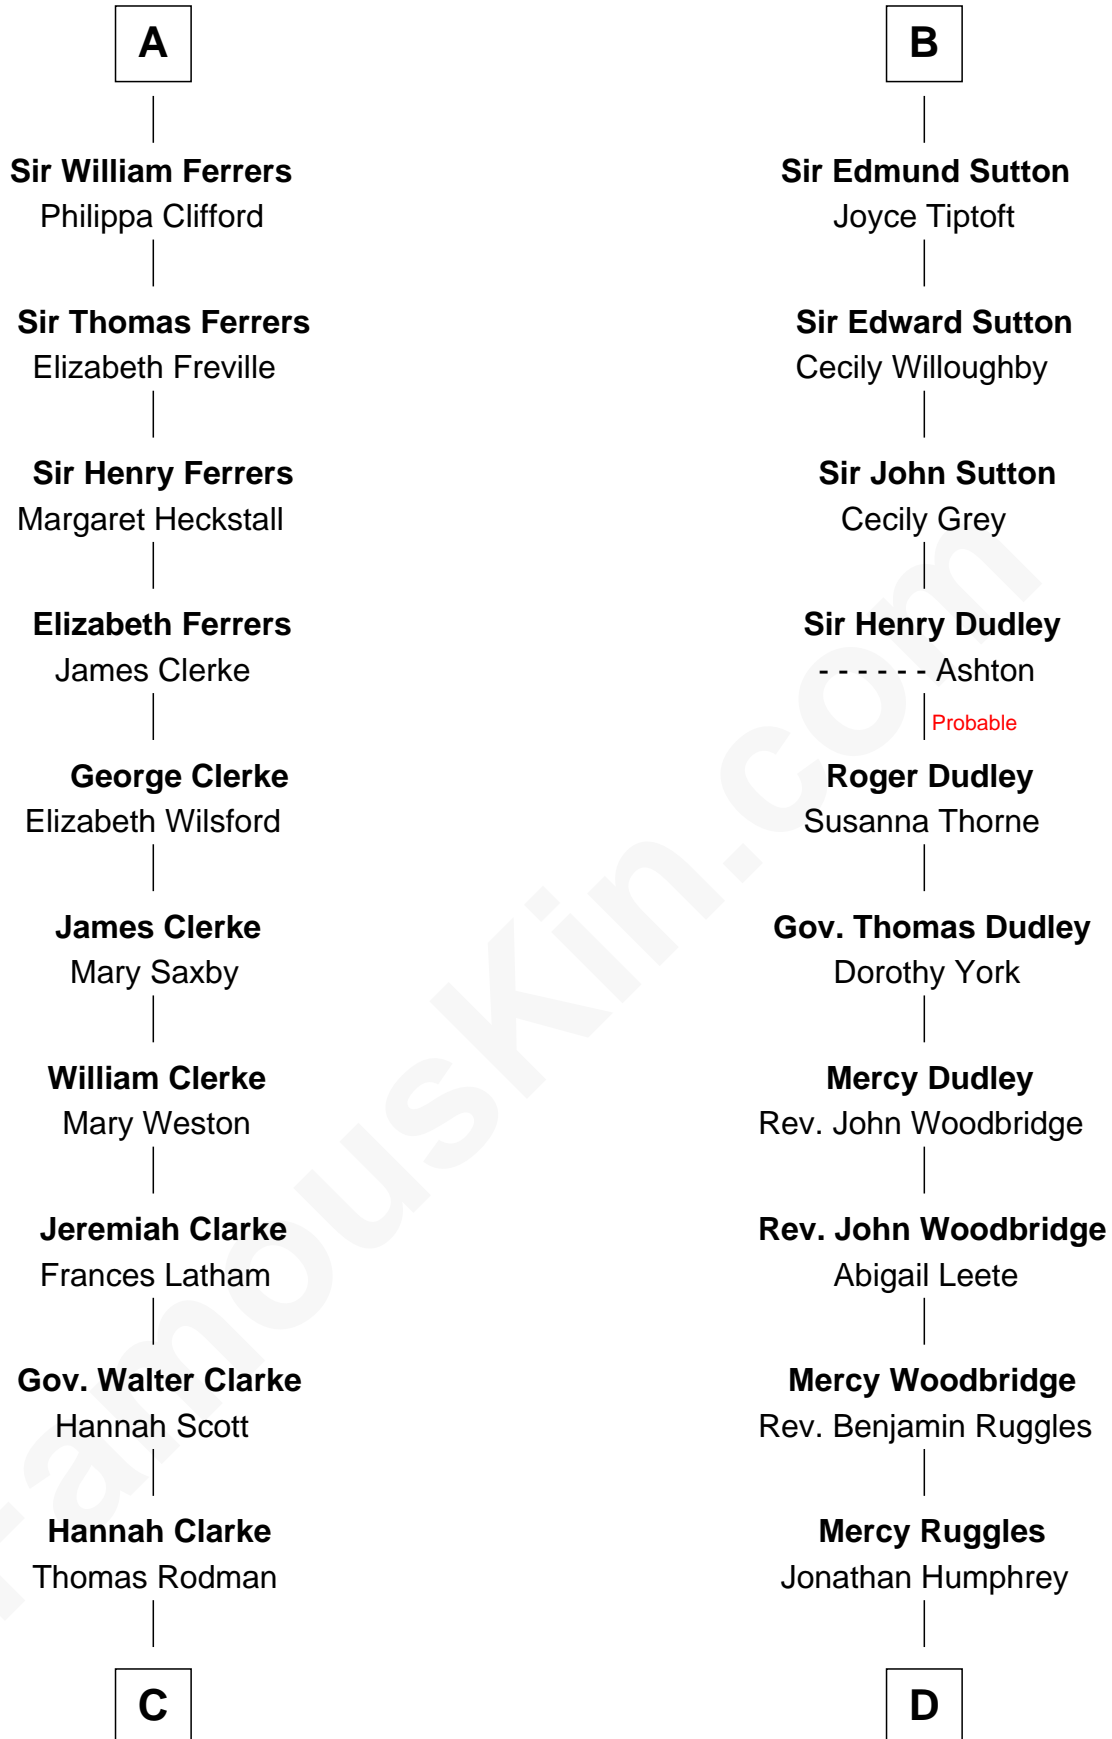 A
Sir William Ferrers
Philippa Clifford
Sir Thomas Ferrers
Elizabeth Freville
Sir Henry Ferrers
Margaret Heckstall
Elizabeth Ferrers
James Clerke
George Clerke
Elizabeth Wilsford
James Clerke
Mary Saxby
William Clerke
Mary Weston
Jeremiah Clarke
Frances Latham
Gov. Walter Clarke
Hannah Scott
Hannah Clarke
Thomas Rodman
C
B
Sir Edmund Sutton
Joyce Tiptoft
Sir Edward Sutton
Cecily Willoughby
Sir John Sutton
Cecily Grey
Sir Henry Dudley
- - - - - - Ashton
Probable
Roger Dudley
Susanna Thorne
Gov. Thomas Dudley
Dorothy York
Mercy Dudley
Rev. John Woodbridge
Rev. John Woodbridge
Abigail Leete
Mercy Woodbridge
Rev. Benjamin Ruggles
Mercy Ruggles
Jonathan Humphrey
D
FamousKin.com